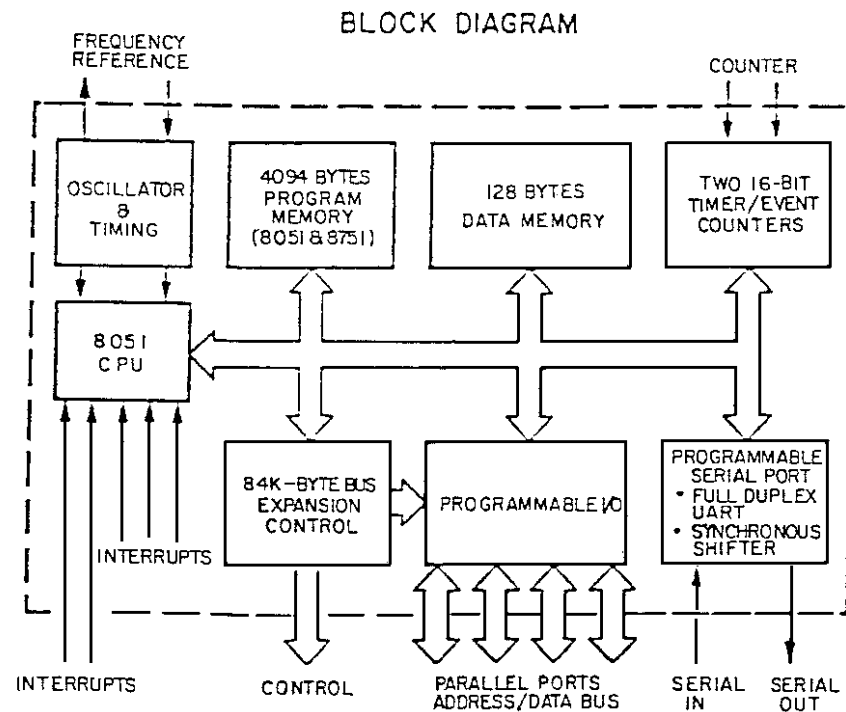 BLOCK DIAGRAM
FREQUENCY
REFERENCE
COUNTER
OSCILLATOR
&
TIMING
4094 BYTES
PROGRAM
MEMORY
(8051 & 8751)
128 BYTES
DATA MEMORY
TWO 16-BIT
TIMER/EVENT
COUNTERS
8051
CPU
84K-BYTE BUS
EXPANSION
CONTROL
PROGRAMMABLE I/O
PROGRAMMABLE
SERIAL PORT
• FULL DUPLEX
UART
• SYNCHRONOUS
SHIFTER
INTERRUPTS
INTERRUPTS
CONTROL
PARALLEL PORTS
ADDRESS/DATA BUS
SERIAL
IN
SERIAL
OUT